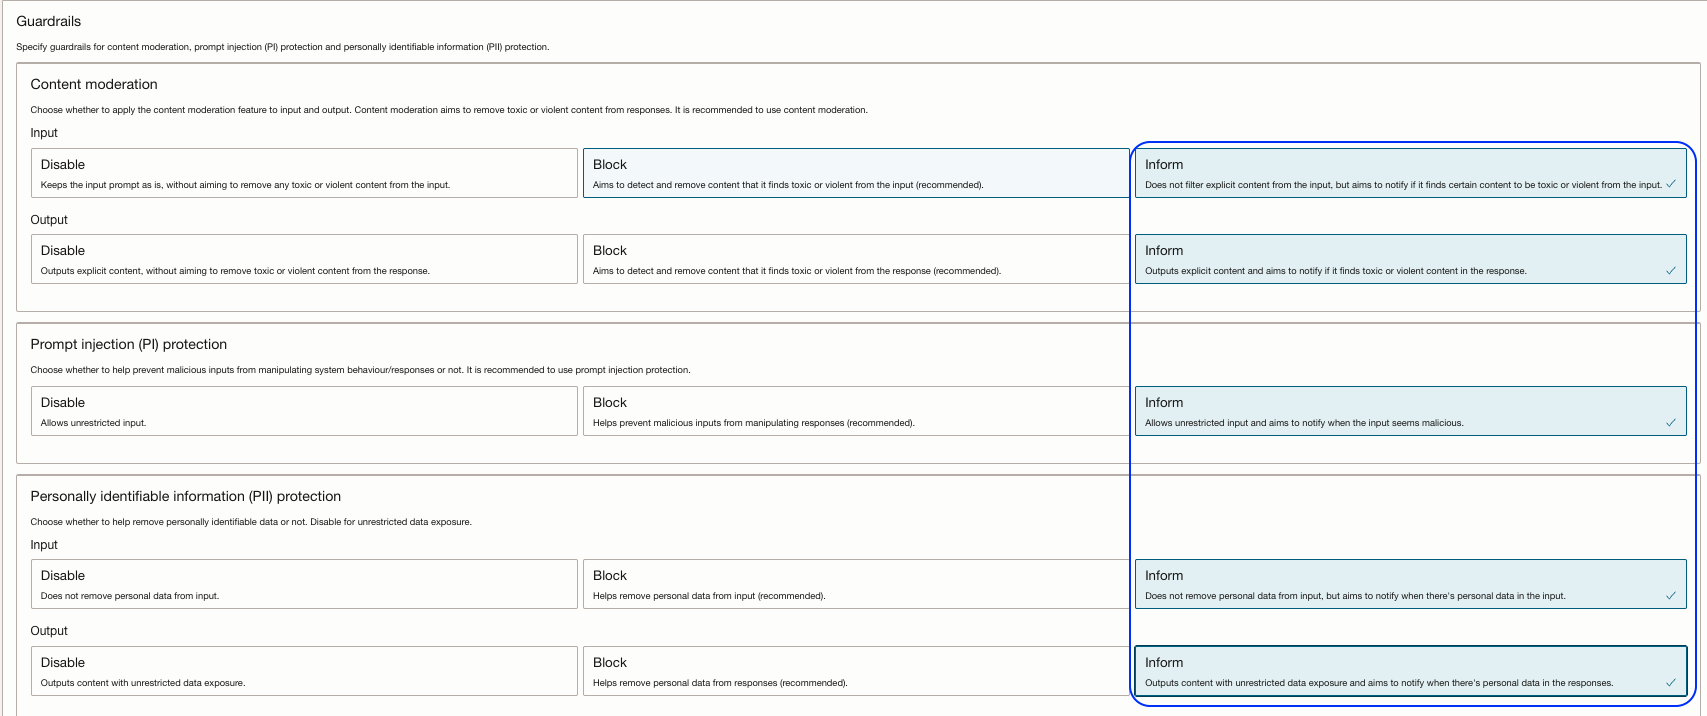 Guardrails
Specify guardrails for content moderation, prompt injection (PI) protection and personally identifiable information (PII) protection.
Content moderation
Choose whether to apply the content moderation feature to input and output. Content moderation aims to remove toxic or violent content from responses. It is recommended to use content moderation.
Input
Disable
Keeps the input prompt as is, without aiming to remove any toxic or violent content from the input.
Block
Aims to detect and remove content that it finds toxic or violent from the input (recommended).
Inform
Does not filter explicit content from the input, but aims to notify if it finds certain content to be toxic or violent from the input.
Output
Disable
Outputs explicit content, without aiming to remove toxic or violent content from the response.
Block
Aims to detect and remove content that it finds toxic or violent from the response (recommended).
Inform
Outputs explicit content and aims to notify if it finds toxic or violent content in the response.
Prompt injection (PI) protection
Choose whether to help prevent malicious inputs from manipulating system behaviour/responses or not. It is recommended to use prompt injection protection.
Disable
Allows unrestricted input.
Block
Helps prevent malicious inputs from manipulating responses (recommended).
Inform
Allows unrestricted input and aims to notify when the input seems malicious.
Personally identifiable information (PII) protection
Choose whether to help remove personally identifiable data or not. Disable for unrestricted data exposure.
Input
Disable
Does not remove personal data from input.
Block
Helps remove personal data from input (recommended).
Inform
Does not remove personal data from input, but aims to notify when there's personal data in the input.
Output
Disable
Outputs content with unrestricted data exposure.
Block
Helps remove personal data from responses (recommended).
Inform
Outputs content with unrestricted data exposure and aims to notify when there's personal data in the responses.